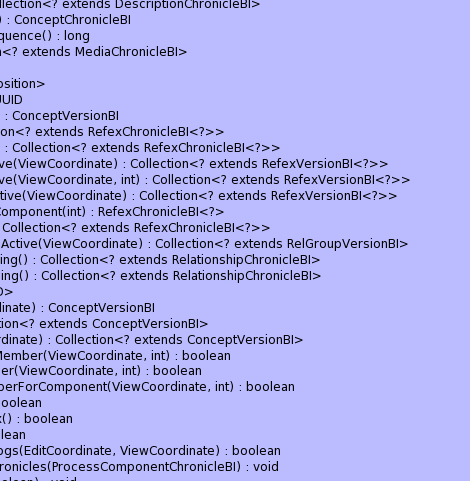 llection<? extends DescriptionChronicleBI>
) : ConceptChronicleBI
quence() : long
n<? extends MediaChronicleBI>
osition>
UUID
: ConceptVersionBI
on<? extends RefexChronicleBI<?>>
: Collection<? extends RefexChronicleBI<?>>
ve(ViewCoordinate) : Collection<? extends RefexVersionBI<?>>
ve(ViewCoordinate, int) : Collection<? extends RefexVersionBI<?>>
ctive(ViewCoordinate) : Collection<? extends RefexVersionBI<?>>
Component(int) : RefexChronicleBI<?>
Collection<? extends RefexChronicleBI<?>>
Active(ViewCoordinate) : Collection<? extends RelGroupVersionBI>
ing() : Collection<? extends RelationshipChronicleBI>
ing() : Collection<? extends RelationshipChronicleBI>
D>
dinate) : ConceptVersionBI
tion<? extends ConceptVersionBI>
rdinate) : Collection<? extends ConceptVersionBI>
Member(ViewCoordinate, int) : boolean
er(ViewCoordinate, int) : boolean
berForComponent(ViewCoordinate, int) : boolean
oolean
x() : boolean
lean
ogs(EditCoordinate, ViewCoordinate) : boolean
ronicles(ProcessComponentChronicleBI) : void
olean) : void